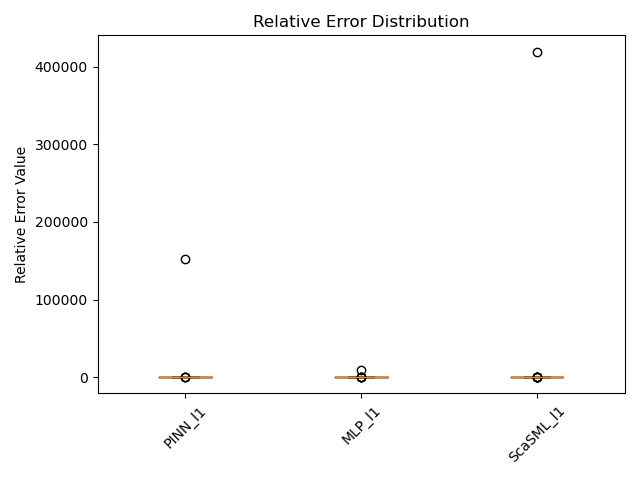 Relative Error Distribution
Relative Error Value
400000
300000
200000
100000
0
PINN_l1
MLP_l1
ScaSML_l1